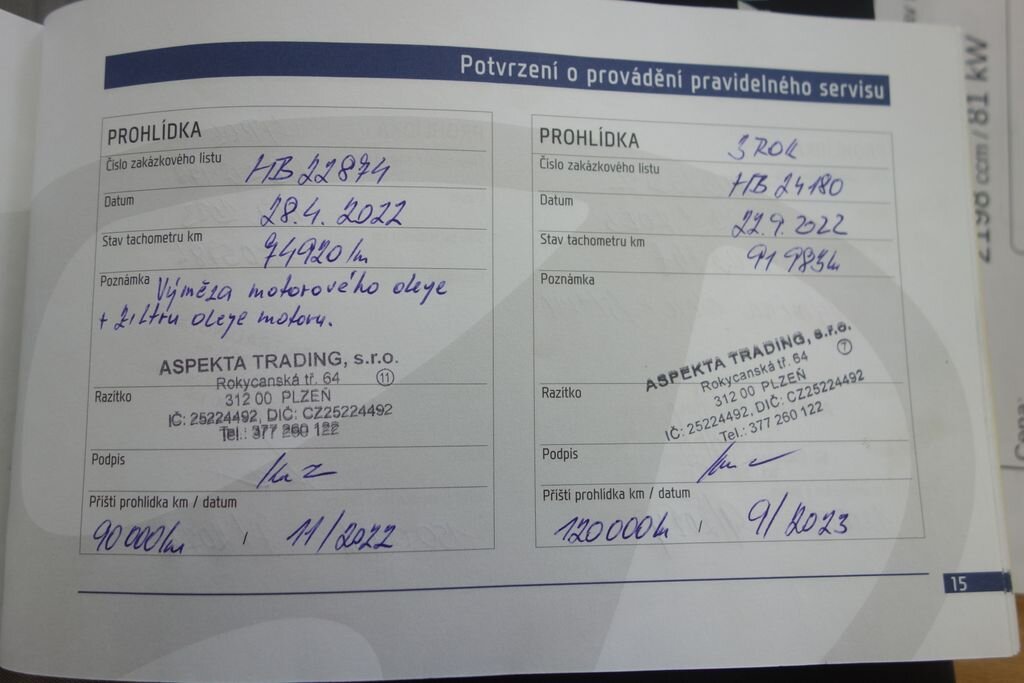 Potvrzení o provádění pravidelného servisu
PROHLÍDKA
Číslo zakázkového listu HB 22874
Datum 28.4. 2022
Stav tachometru km 74920 km
Poznámka Výměna motorového oleje
+ filtru oleje motoru.
ASPEKTA TRADING, s.r.o.
Rokycanská tř. 64 11
Razítko 312 00 PLZEŇ
IČ: 25224492, DIČ: CZ25224492
Tel.: 377 260 122
Podpis
Příští prohlídka km / datum
90 000 km / 11/2022
PROHLÍDKA 3 ROK
Číslo zakázkového listu HB 24180
Datum 22.9. 2022
Stav tachometru km 91 983 km
Poznámka
ASPEKTA TRADING, s.r.o.
Rokycanská tř. 64 7
Razítko 312 00 PLZEŇ
IČ: 25224492, DIČ: CZ25224492
Tel.: 377 260 122
Podpis
Příští prohlídka km / datum
120 000 km / 9/2023
15
2198 ccm / 81 kW
Cena: